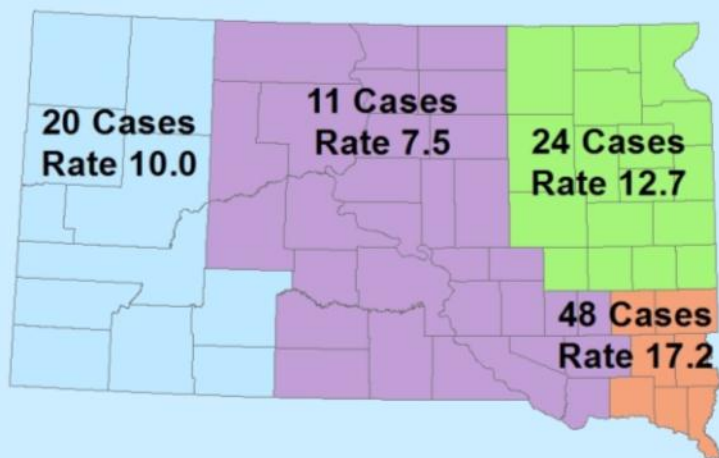 20 Cases
Rate 10.0
11 Cases
Rate 7.5
24 Cases
Rate 12.7
48 Cases
Rate 17.2